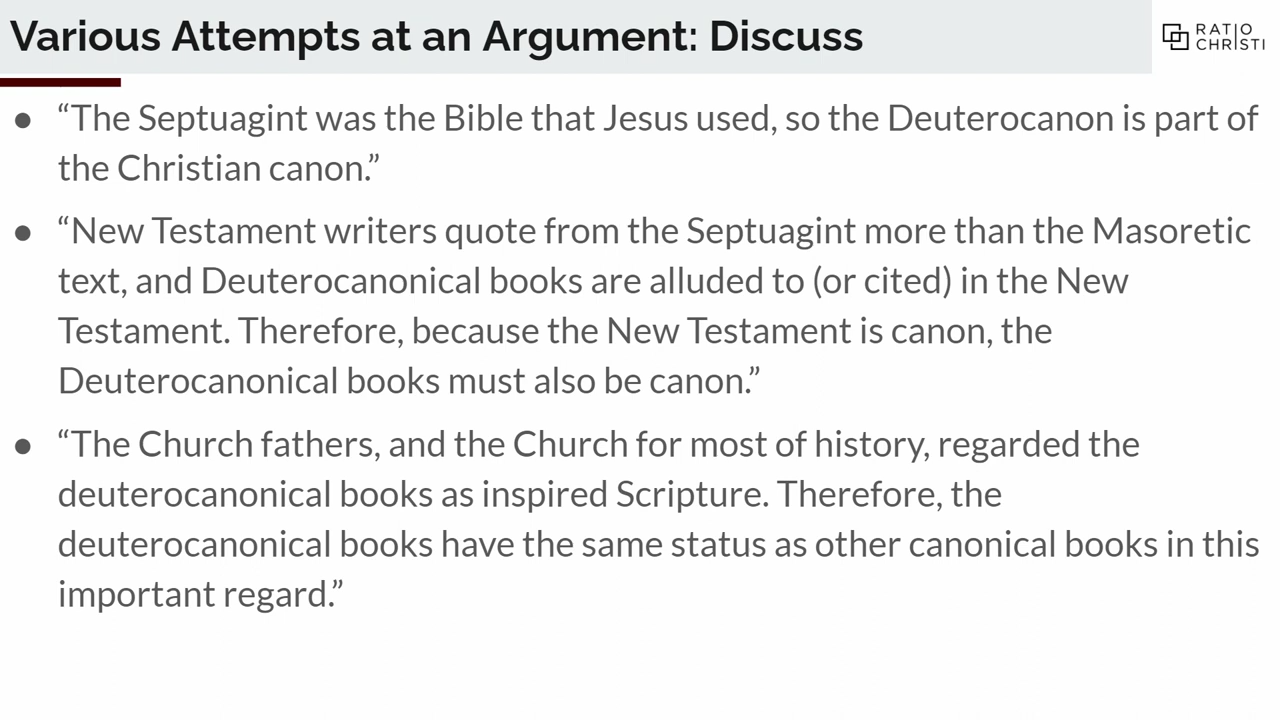 Various Attempts at an Argument: Discuss
RATIO
CHRISTI
● “The Septuagint was the Bible that Jesus used, so the Deuterocanon is part of
the Christian canon.”
● “New Testament writers quote from the Septuagint more than the Masoretic
text, and Deuterocanonical books are alluded to (or cited) in the New
Testament. Therefore, because the New Testament is canon, the
Deuterocanonical books must also be canon.”
● “The Church fathers, and the Church for most of history, regarded the
deuterocanonical books as inspired Scripture. Therefore, the
deuterocanonical books have the same status as other canonical books in this
important regard.”